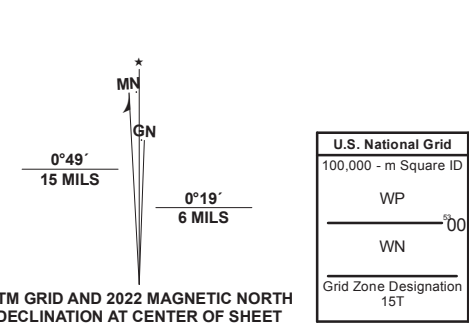 ★
MN
GN
0°49´
15 MILS
0°19´
6 MILS
TM GRID AND 2022 MAGNETIC NORTH
DECLINATION AT CENTER OF SHEET
U.S. National Grid
100,000 - m Square ID
WP
5300
WN
Grid Zone Designation
15T